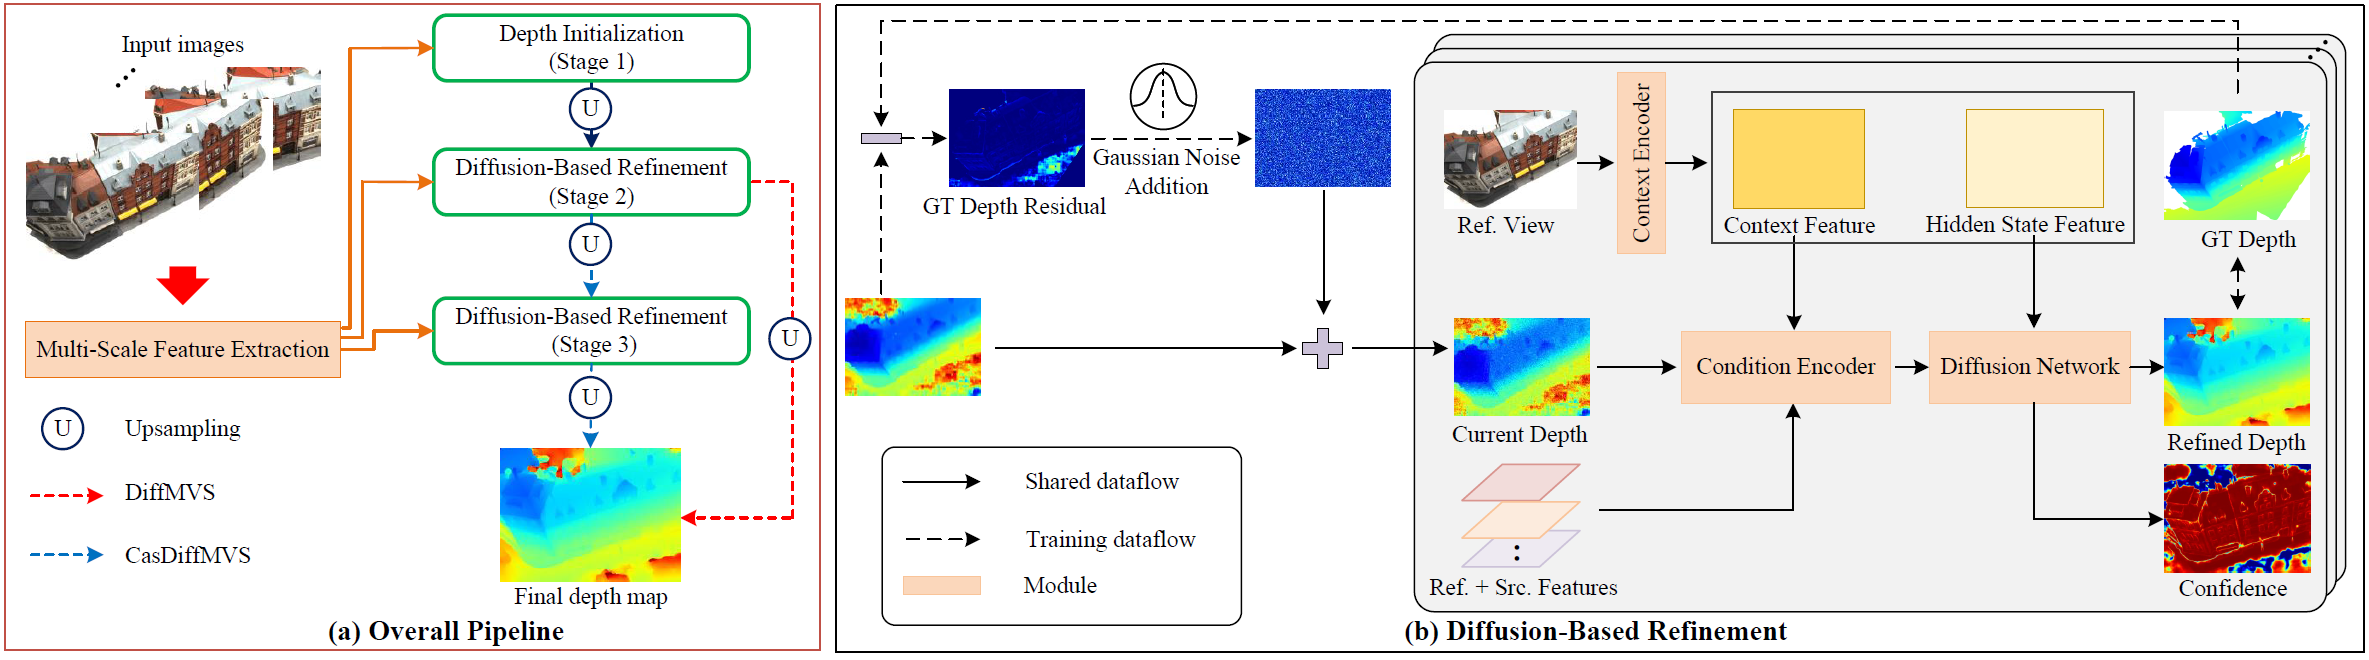 Input images
Depth Initialization
(Stage 1)
U
Diffusion-Based Refinement
(Stage 2)
U
Diffusion-Based Refinement
(Stage 3)
U
U
Multi-Scale Feature Extraction
U
Upsampling
DiffMVS
CasDiffMVS
Final depth map
(a) Overall Pipeline
GT Depth Residual
Gaussian Noise
Addition
Ref. View
Context Encoder
Context Feature
Hidden State Feature
GT Depth
Current Depth
Condition Encoder
Diffusion Network
Refined Depth
Ref. + Src. Features
Confidence
Shared dataflow
Training dataflow
Module
(b) Diffusion-Based Refinement